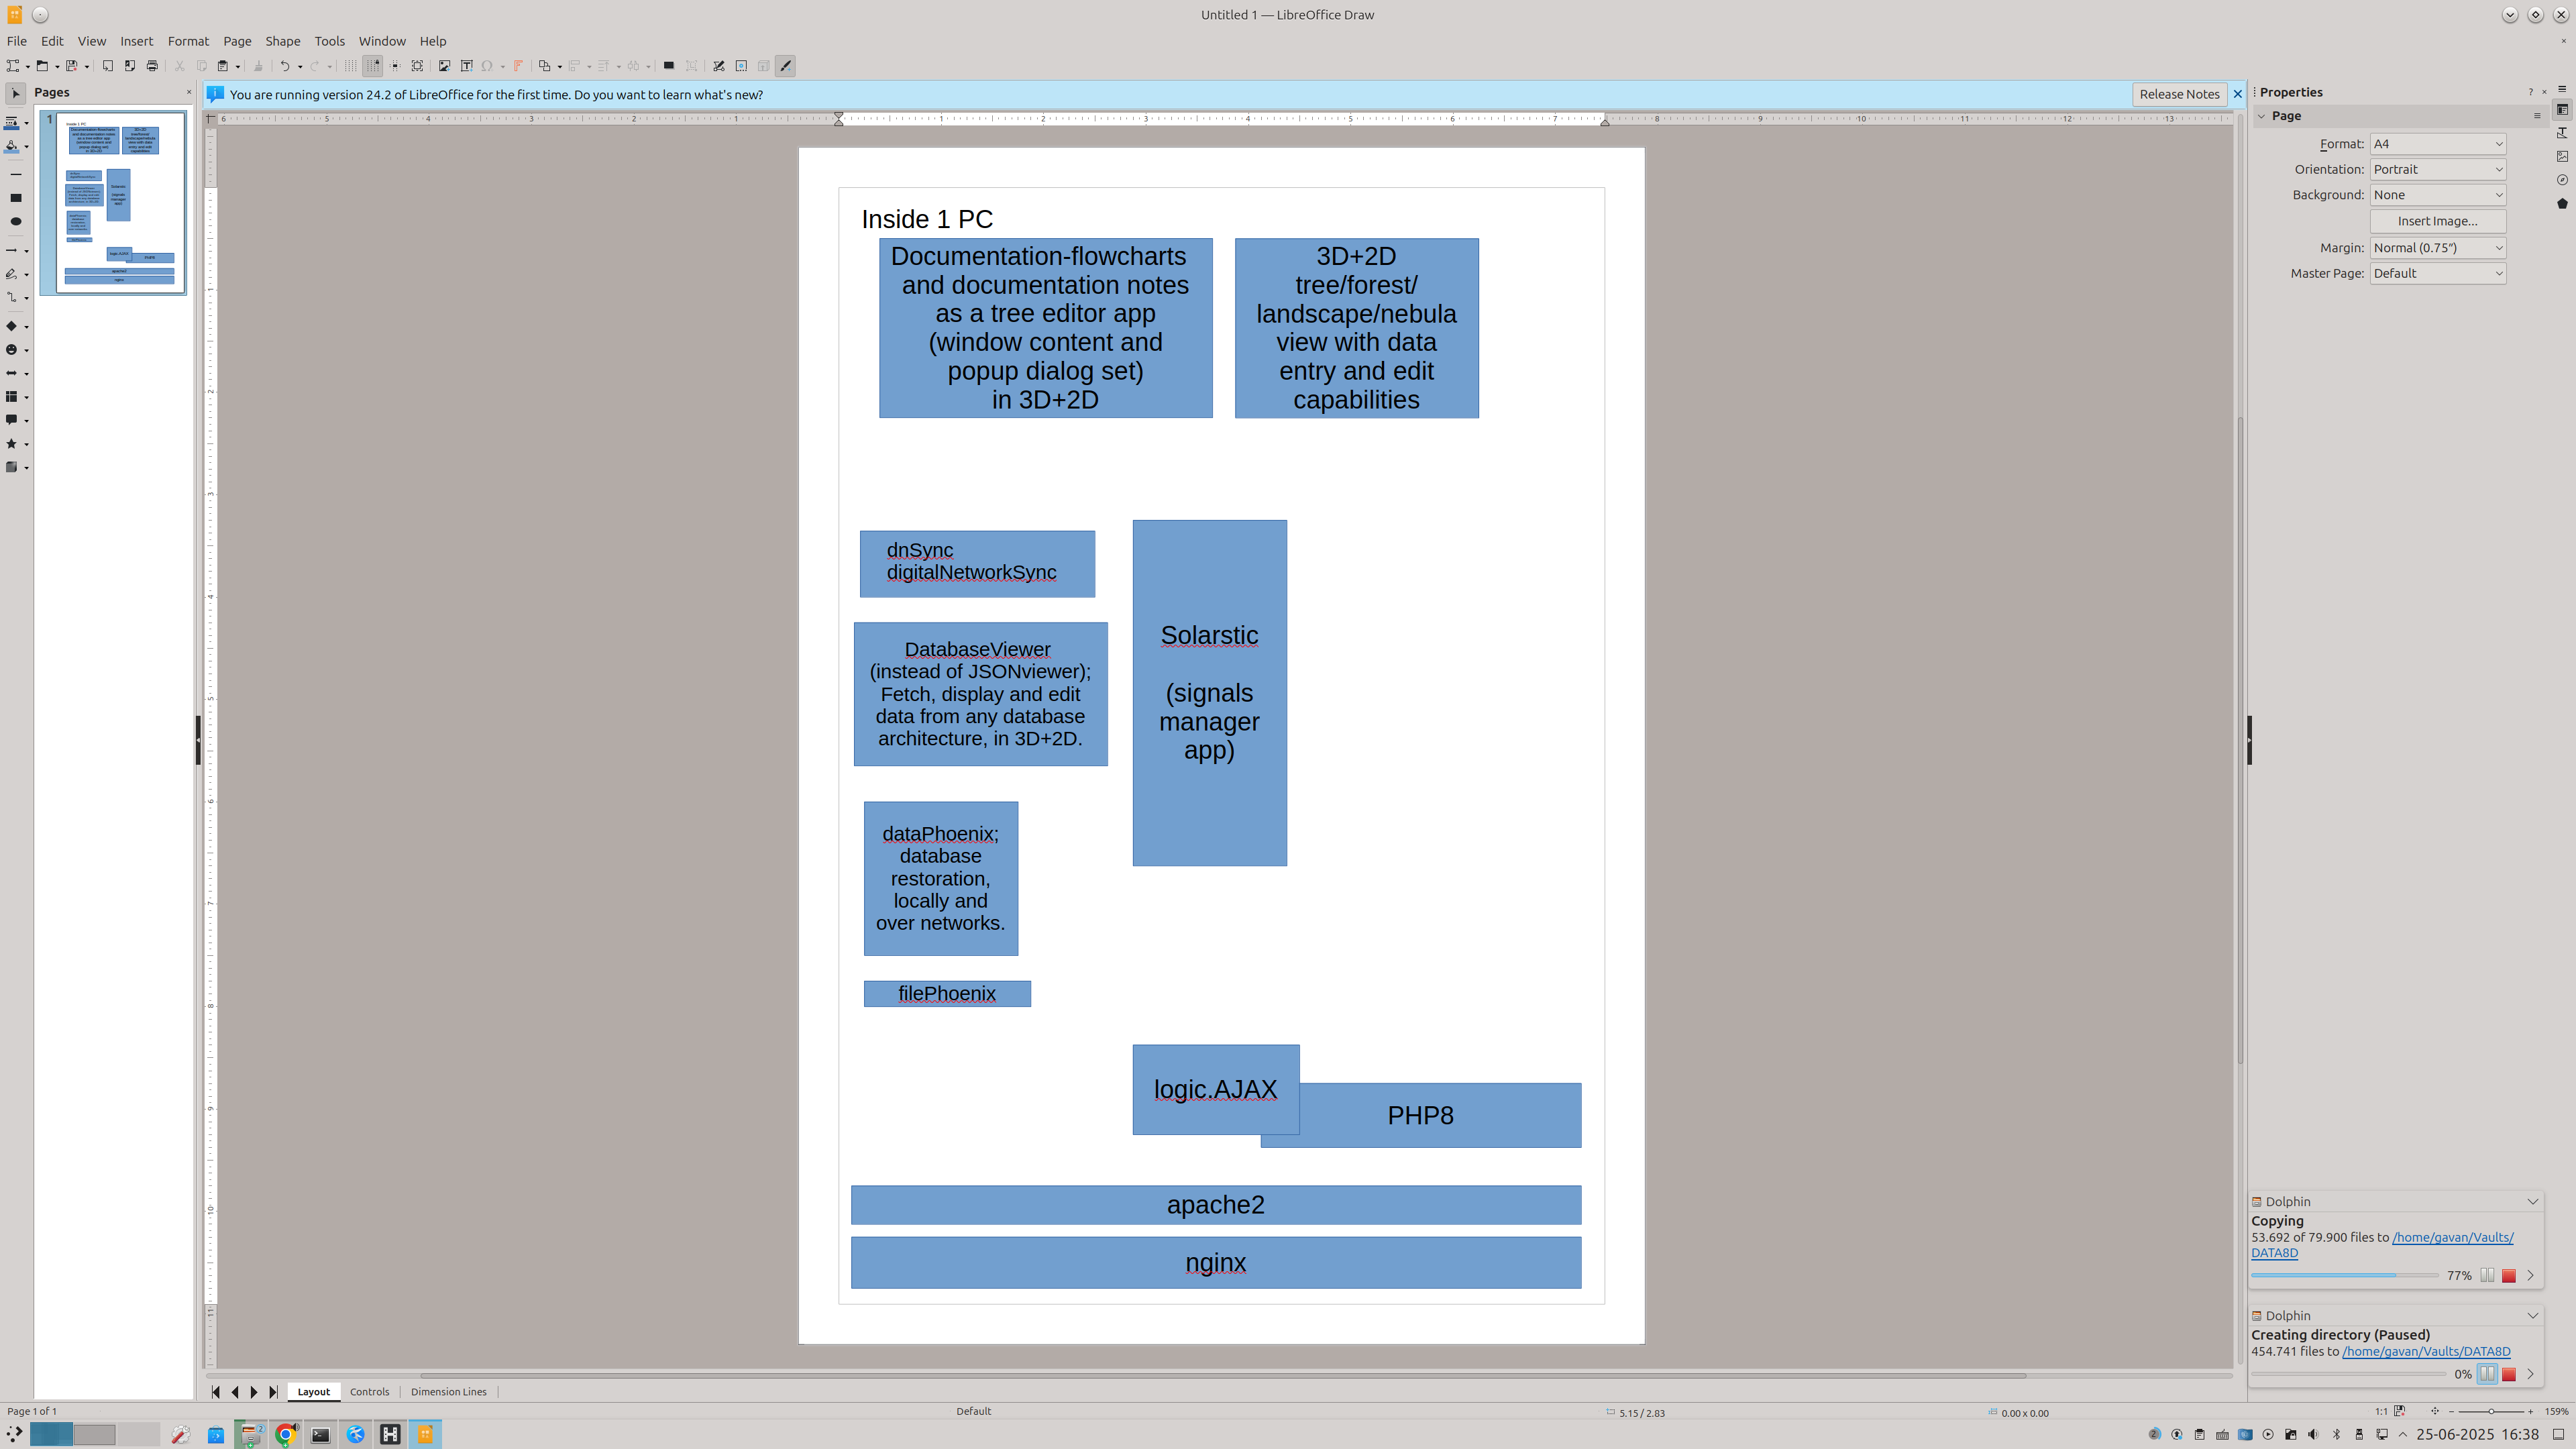 Untitled 1 — LibreOffice Draw
File Edit View Insert Format Page Shape Tools Window Help
Pages
You are running version 24.2 of LibreOffice for the first time. Do you want to learn what's new?
Release Notes
Properties
Page
Format: A4
Orientation: Portrait
Background: None
Insert Image...
Margin: Normal (0.75")
Master Page: Default
1
Inside 1 PC
Documentation-flowcharts
and documentation notes
as a tree editor app
(window content and
popup dialog set)
in 3D+2D
3D+2D
tree/forest/
landscape/nebula
view with data
entry and edit
capabilities
dnSync
digitalNetworkSync
DatabaseViewer
(instead of JSONviewer);
Fetch, display and edit
data from any database
architecture, in 3D+2D.
Solarstic
(signals
manager
app)
dataPhoenix;
database
restoration,
locally and
over networks.
filePhoenix
logic.AJAX
PHP8
apache2
nginx
Dolphin
Copying
53.692 of 79.900 files to /home/gavan/Vaults/
DATA8D
77%
Dolphin
Creating directory (Paused)
454.741 files to /home/gavan/Vaults/DATA8D
0%
Layout Controls Dimension Lines
Page 1 of 1
Default
5.15 / 2.83
0.00 x 0.00
1:1
159%
25-06-2025 16:38